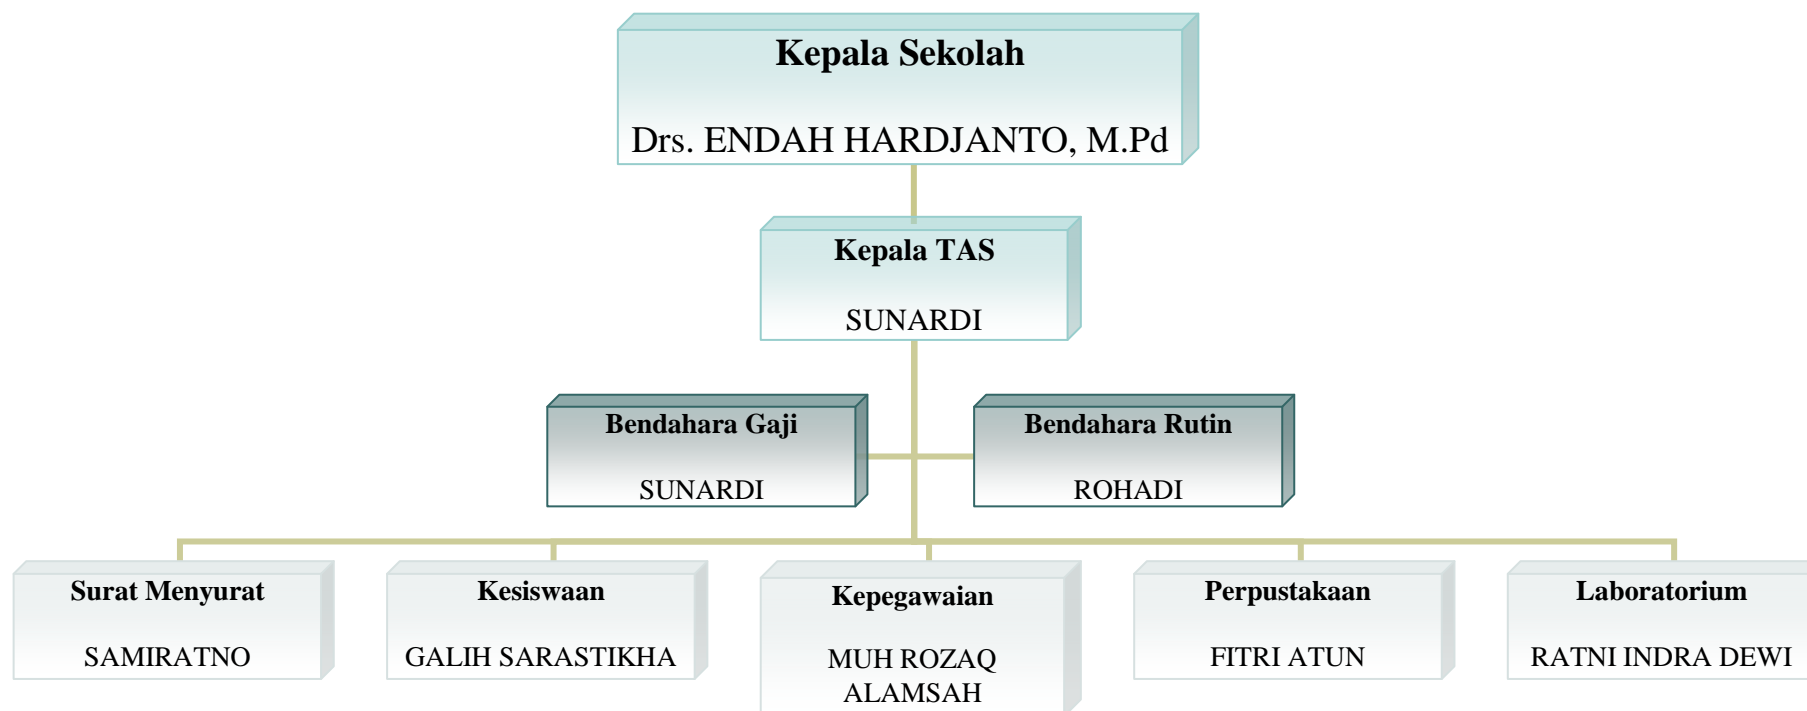 Kepala Sekolah
Drs. ENDAH HARDJANTO, M.Pd
Kepala TAS
SUNARDI
Bendahara Gaji
SUNARDI
Bendahara Rutin
ROHADI
Surat Menyurat
SAMIRATNO
Kesiswaan
GALIH SARASTIKHA
Kepegawaian
MUH ROZAQ
ALAMSAH
Perpustakaan
FITRI ATUN
Laboratorium
RATNI INDRA DEWI